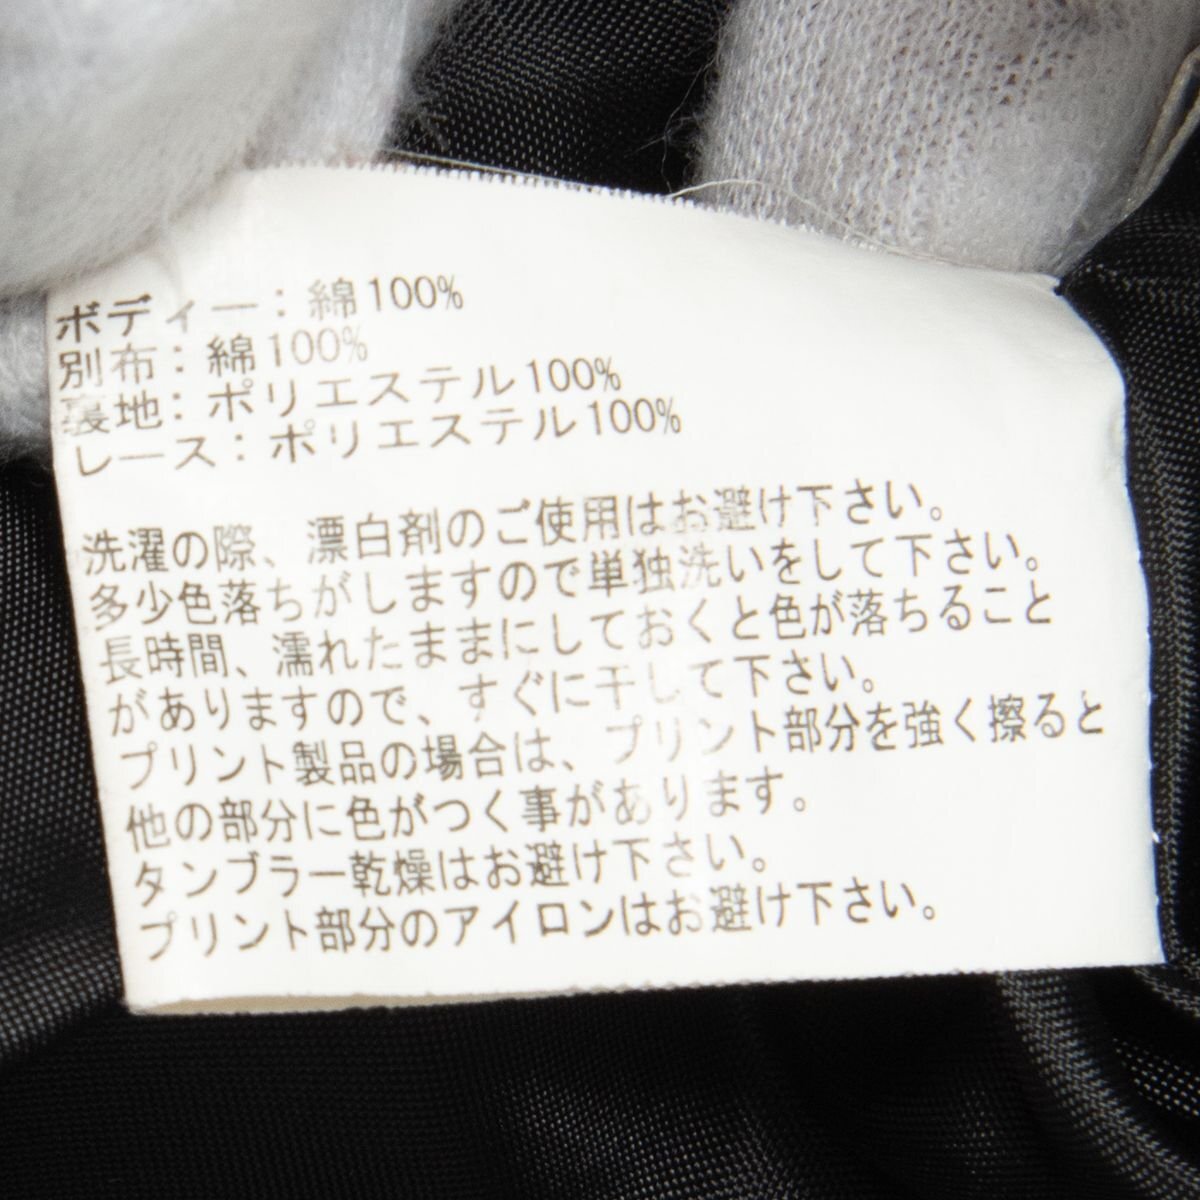 ボディー：綿100%
別布：綿100%
裏地：ポリエステル100%
レース：ポリエステル100%
洗濯の際、漂白剤のご使用はお避け下さい。
多少色落ちがしますので単独洗いをして下さい。
長時間、濡れたままにしておくと色が落ちること
がありますので、すぐに干して下さい。
プリント製品の場合は、プリント部分を強く擦ると
他の部分に色がつく事があります。
タンブラー乾燥はお避け下さい。
プリント部分のアイロンはお避け下さい。